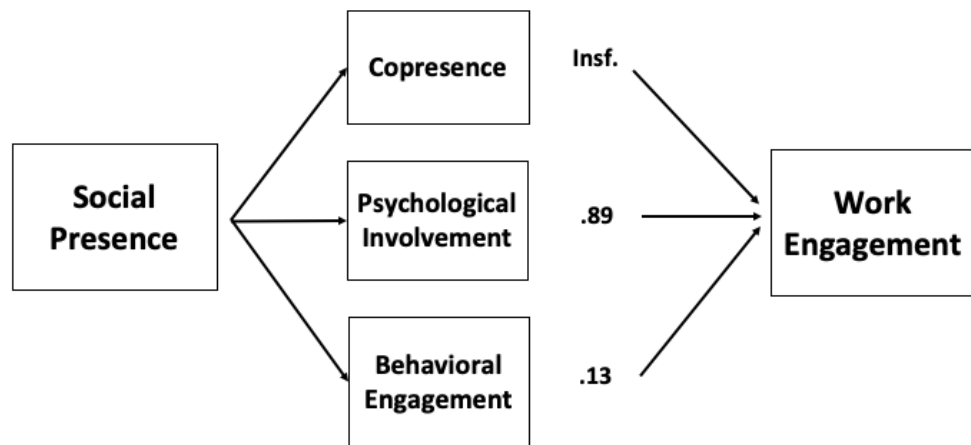 Social
Presence
Copresence
Insf.
Psychological
Involvement
.89
Behavioral
Engagement
.13
Work
Engagement